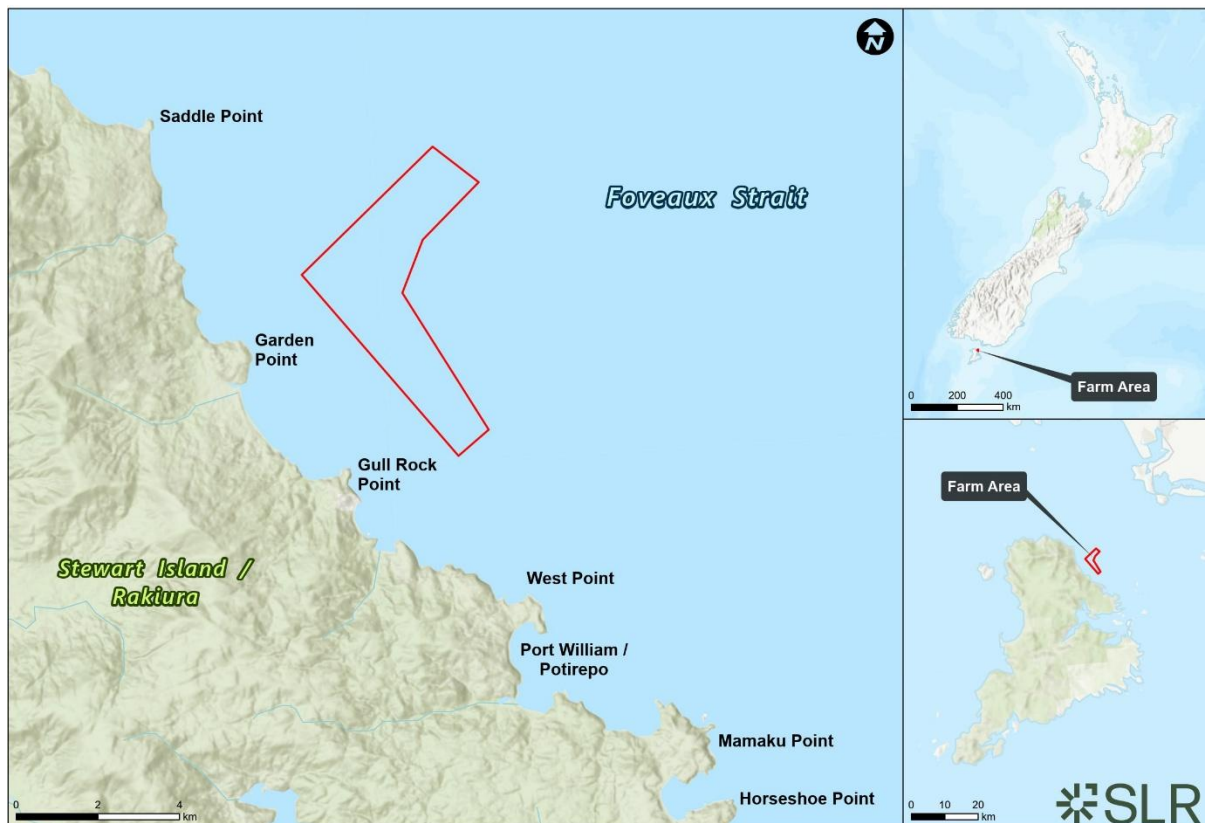 N
Saddle Point
Foveaux Strait
Garden
Point
Gull Rock
Point
Stewart Island /
Rakiura
West Point
Port William /
Potirepo
Mamaku Point
Horseshoe Point
0 2 4
km
Farm Area
0 200 400
km
Farm Area
0 10 20
km
SLR